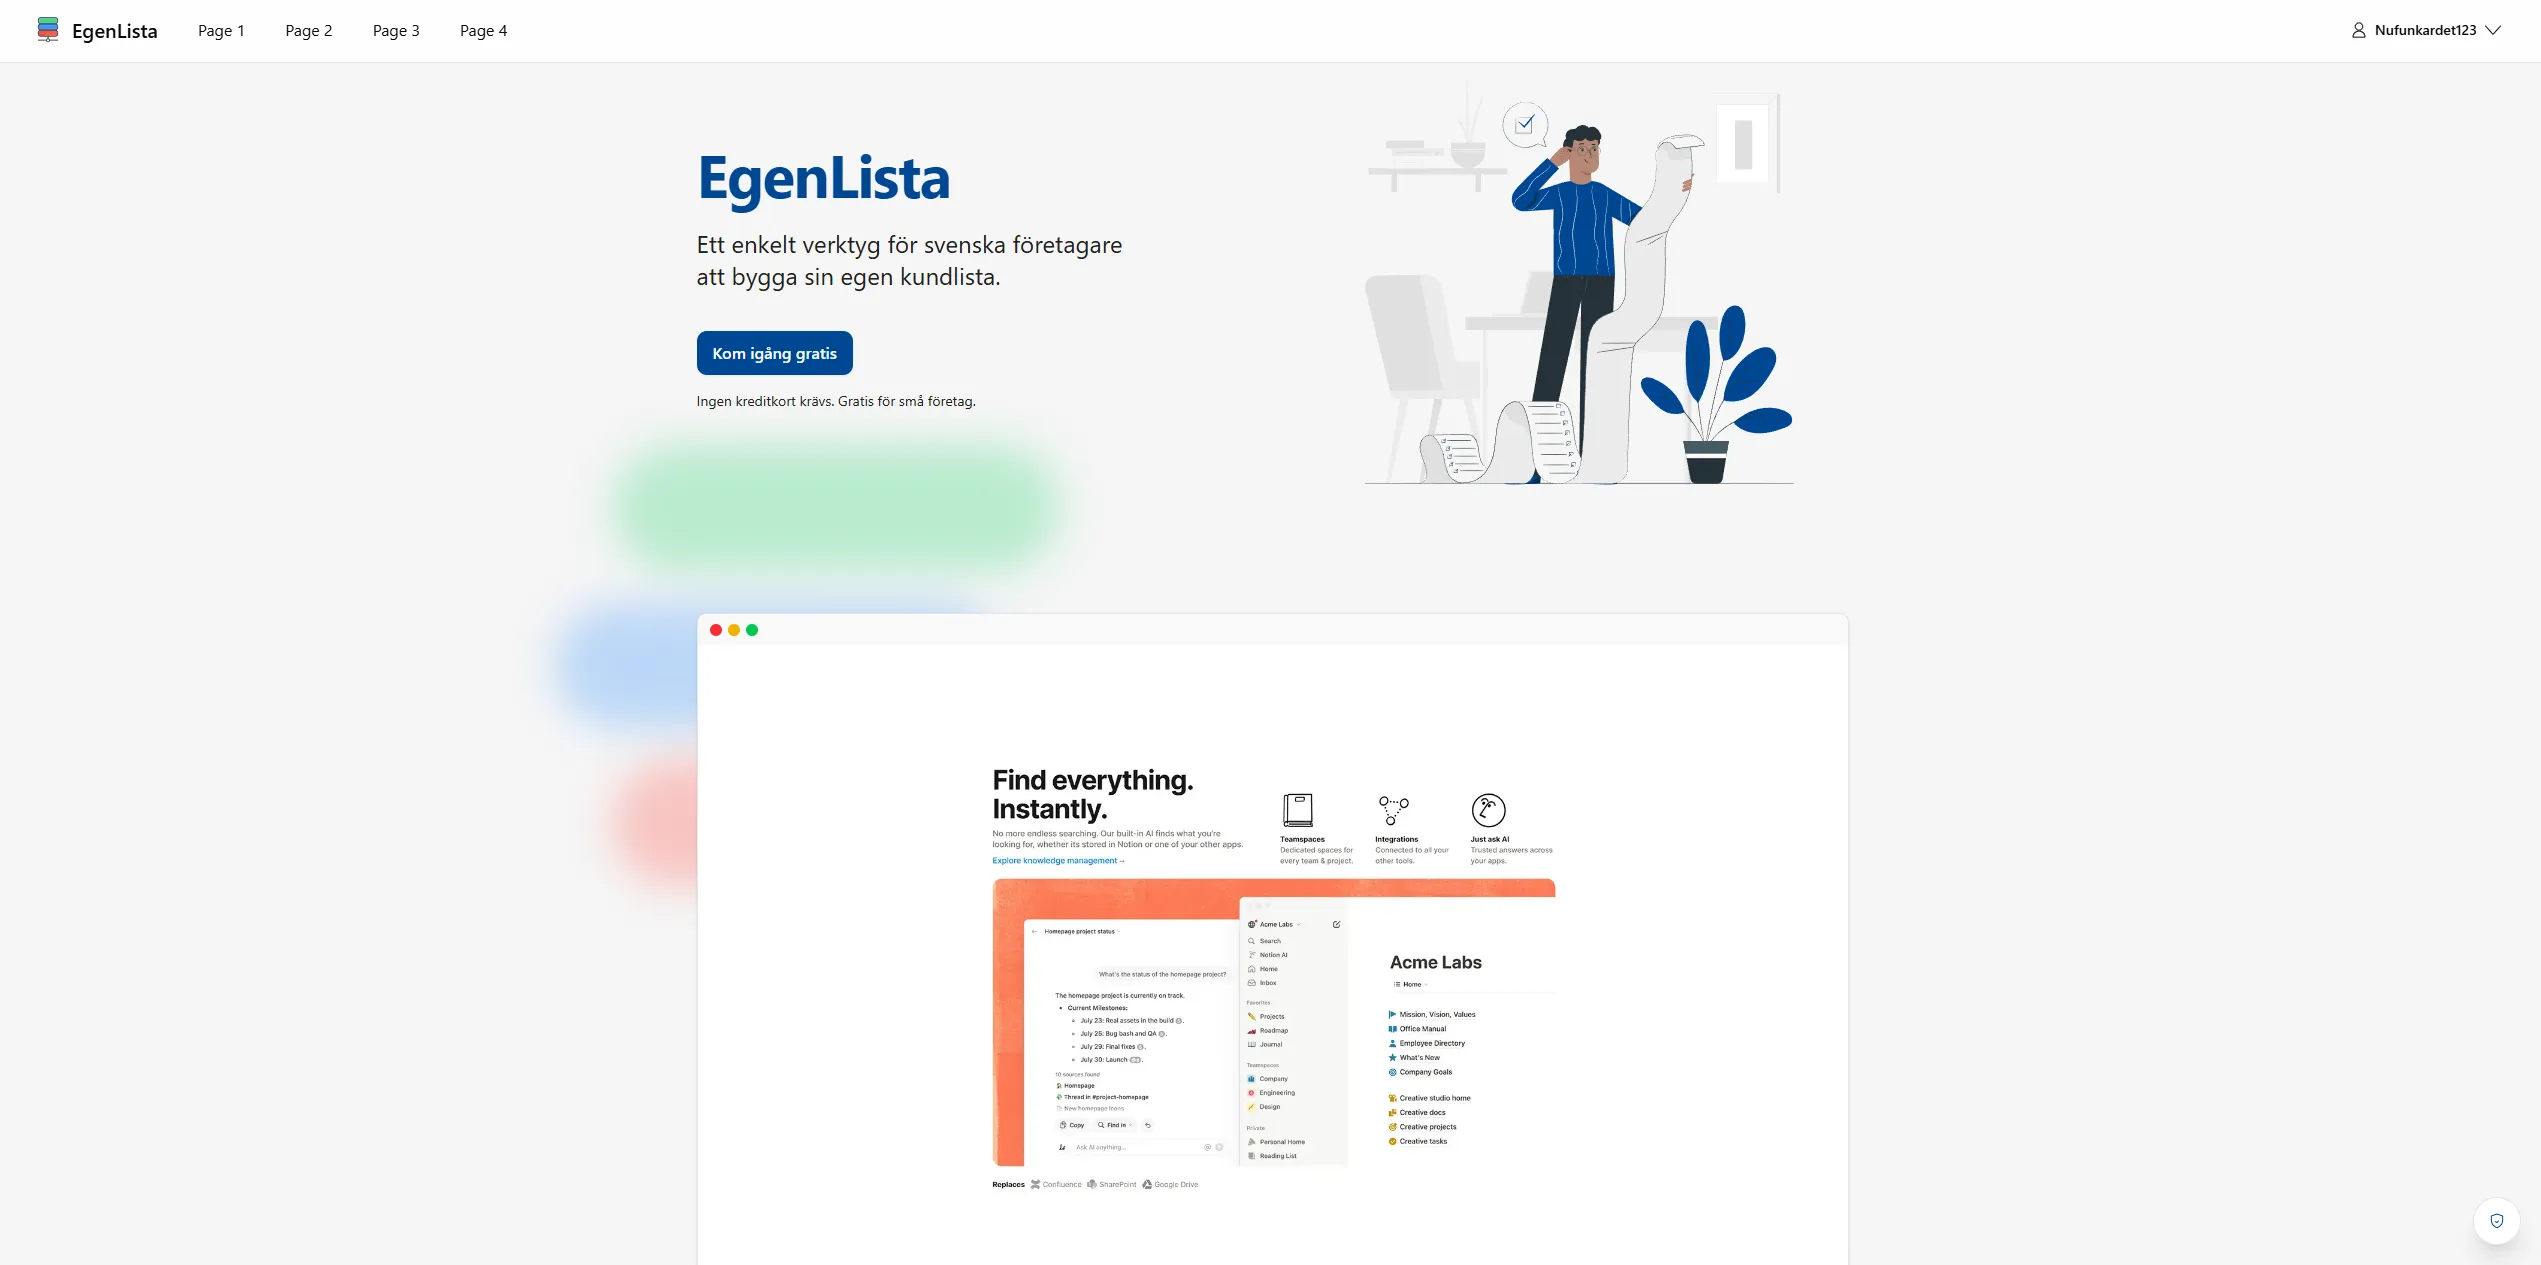 EgenLista
Page 1
Page 2
Page 3
Page 4
Nufunkardet123
EgenLista
Ett enkelt verktyg för svenska företagare
att bygga sin egen kundlista.
Kom igång gratis
Ingen kreditkort krävs. Gratis för små företag.
Find everything.
Instantly.
No more endless searching. Our built-in AI finds what you're
looking for, whether its stored in Notion or one of your other apps.
Explore knowledge management→
Teamspaces
Dedicated spaces for
every team & project.
Integrations
Connected to all your
other tools.
Just ask AI
Trusted answers across
your apps.
Homepage project status
What's the status of the homepage project?
The homepage project is currently on track.
• Current Milestones:
July 23: Real assets in the build
July 25: Bug bash and QA
July 29: Final fixes
July 30: Launch
10 sources found
Homepage
Thread in #project-homepage
New homepage icons
Copy
Find in
Ask AI anything...
Acme Labs
Search
Notion AI
Home
Inbox
Favorites
Projects
Roadmap
Journal
Teamspaces
Company
Engineering
Design
Private
Personal Home
Reading List
Acme Labs
Home
Mission, Vision, Values
Office Manual
Employee Directory
What's New
Company Goals
Creative studio home
Creative docs
Creative projects
Creative tasks
Replaces
Confluence
SharePoint
Google Drive